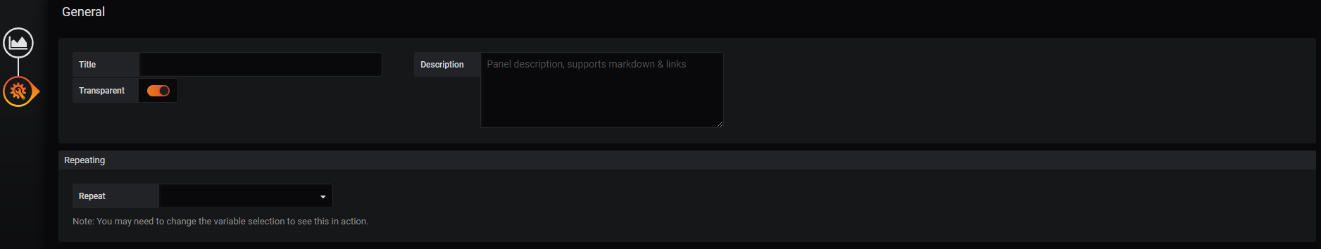 General
Title
Description
Panel description, supports markdown & links
Transparent
Repeating
Repeat
Note: You may need to change the variable selection to see this in action.